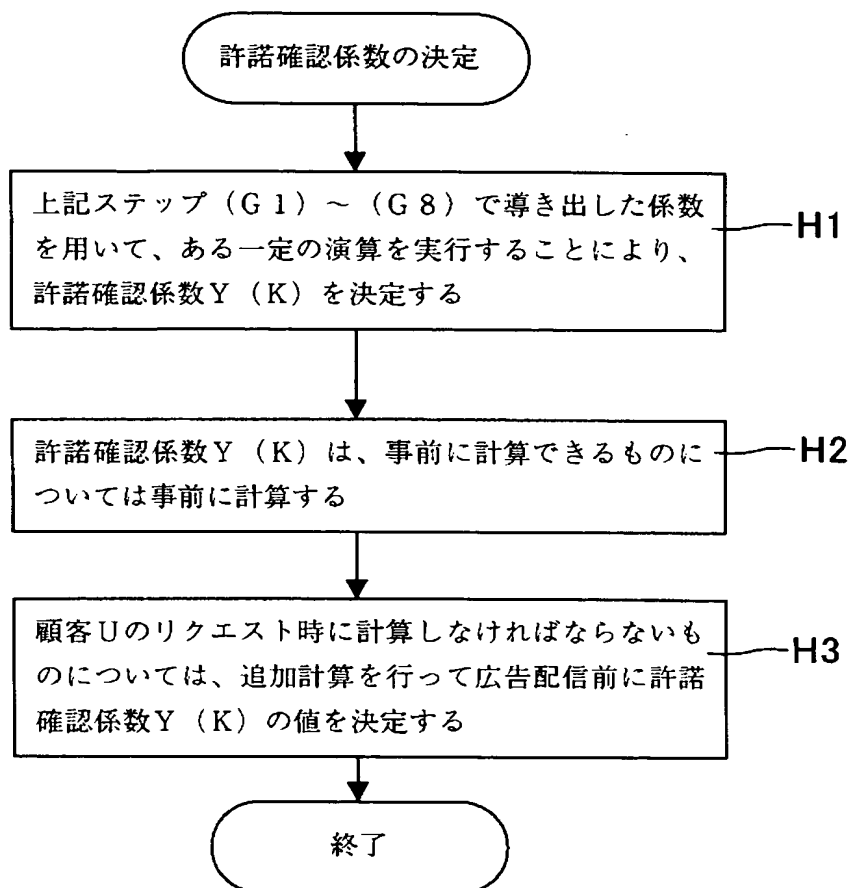 許諾確認係数の決定
上記ステップ（G1）～（G8）で導き出した係数
を用いて、ある一定の演算を実行することにより、
許諾確認係数Y（K）を決定する
H1
許諾確認係数Y（K）は、事前に計算できるものに
ついては事前に計算する
H2
顧客Uのリクエスト時に計算しなければならないも
のについては、追加計算を行って広告配信前に許諾
確認係数Y（K）の値を決定する
H3
終了